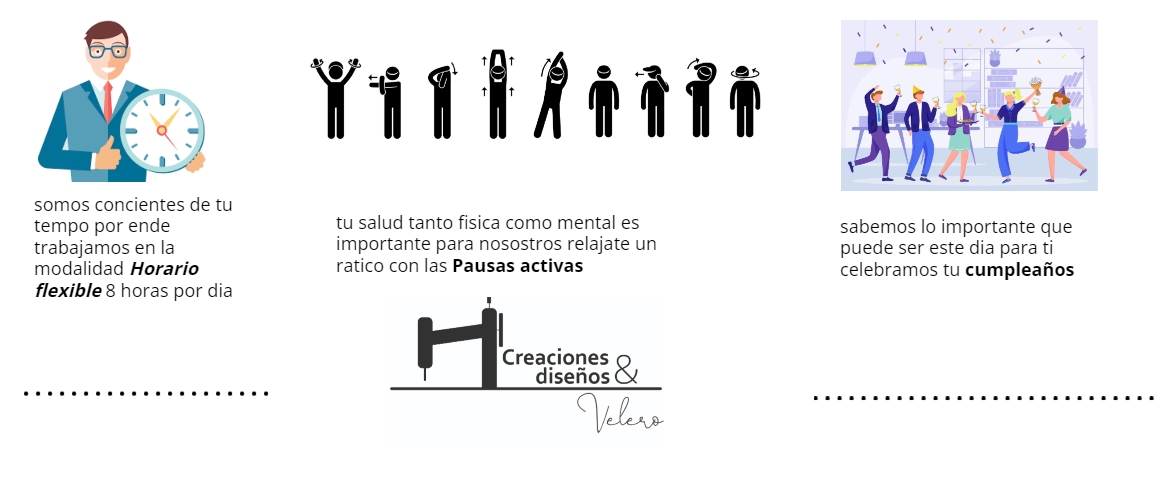 somos concientes de tu
tempo por ende
trabajamos en la
modalidad Horario
flexible 8 horas por dia
tu salud tanto fisica como mental es
importante para nosostros relajate un
ratico con las Pausas activas
sabemos lo importante que
puede ser este dia para ti
celebramos tu cumpleaños
Creaciones
diseños &
Velero